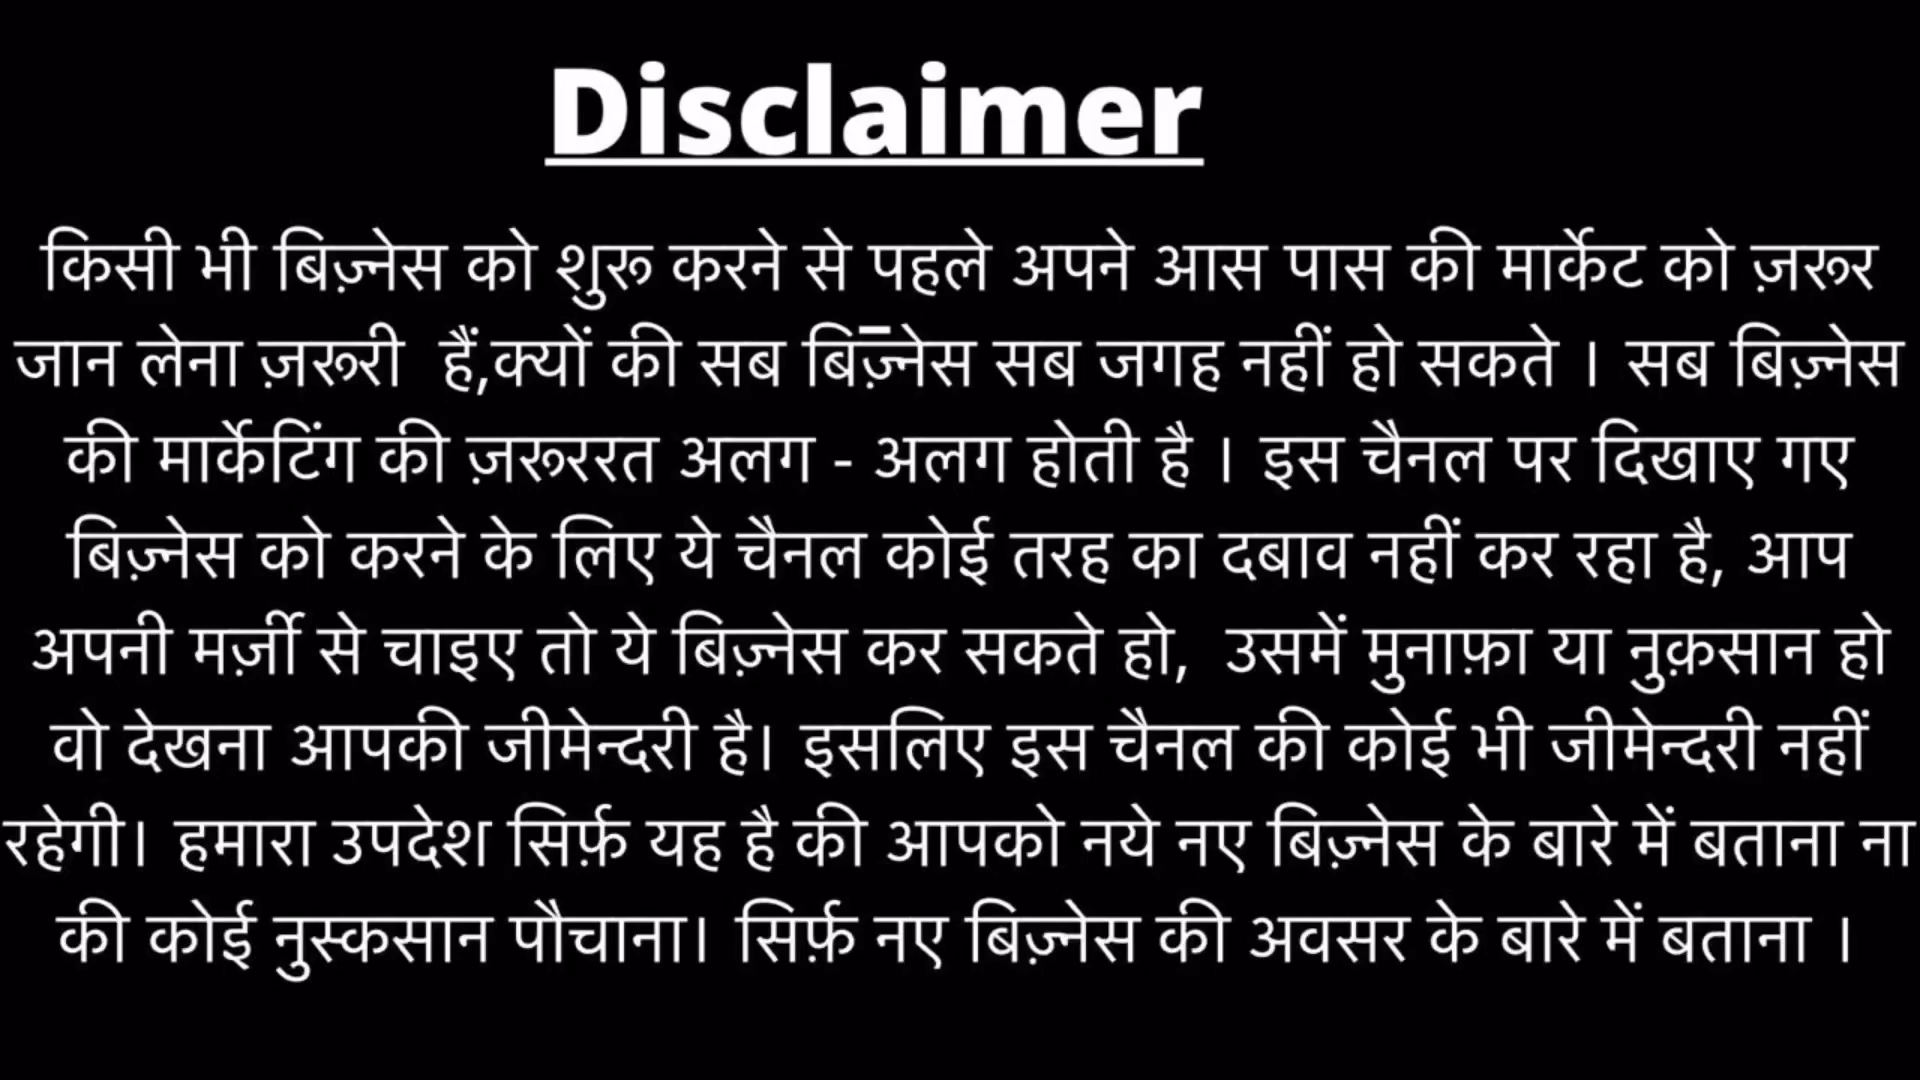 Disclaimer
किसी भी बिज़्नेस को शुरू करने से पहले अपने आस पास की मार्केट को ज़रूर
जान लेना ज़रूरी हैं,क्यों की सब बिज़्नेस सब जगह नहीं हो सकते । सब बिज़्नेस
की मार्केटिंग की ज़रूररत अलग - अलग होती है । इस चैनल पर दिखाए गए
बिज़्नेस को करने के लिए ये चैनल कोई तरह का दबाव नहीं कर रहा है, आप
अपनी मर्ज़ी से चाइए तो ये बिज़्नेस कर सकते हो, उसमें मुनाफ़ा या नुक़सान हो
वो देखना आपकी जीमेन्दरी है। इसलिए इस चैनल की कोई भी जीमेन्दरी नहीं
रहेगी। हमारा उपदेश सिर्फ़ यह है की आपको नये नए बिज़्नेस के बारे में बताना ना
की कोई नुस्कसान पौचाना। सिर्फ़ नए बिज़्नेस की अवसर के बारे में बताना ।